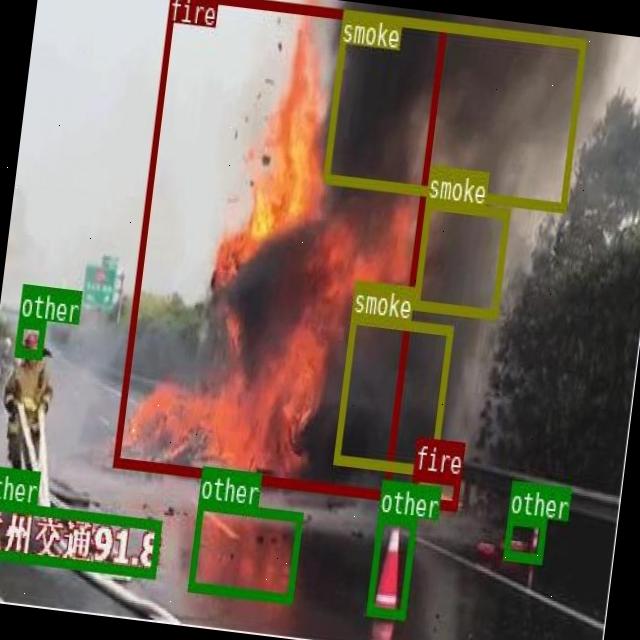 fire
smoke
smoke
smoke
other
fire
other
other
other
ther
州交通91.8